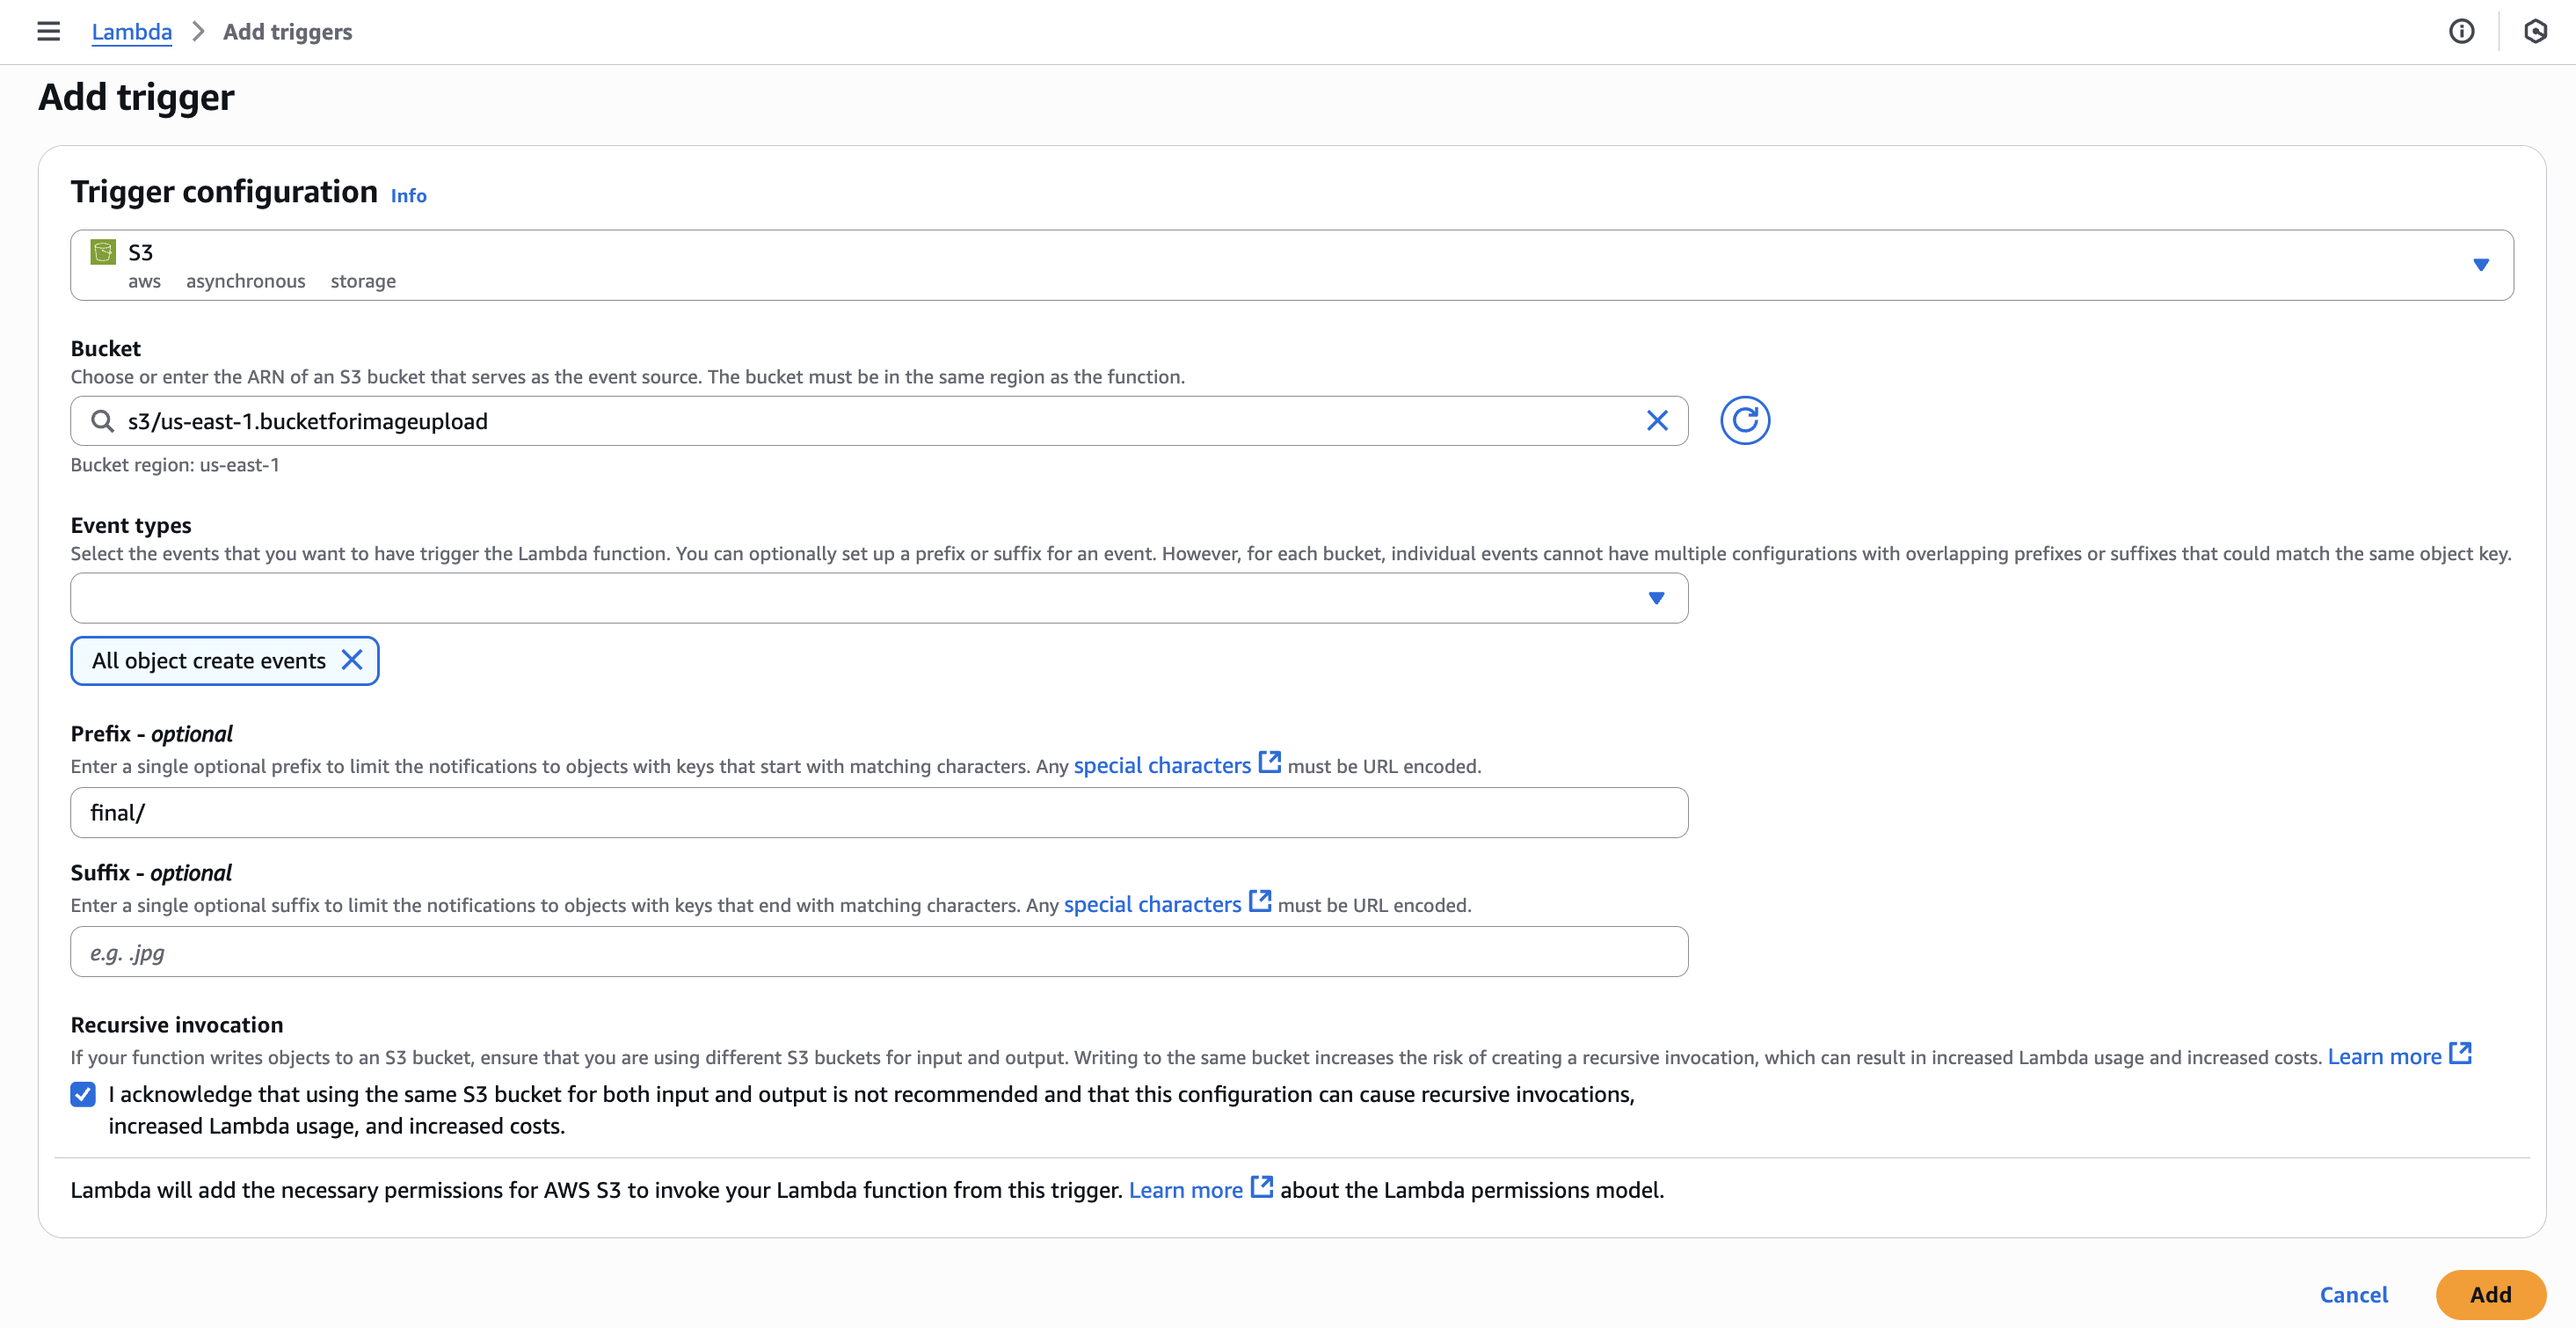 Lambda > Add triggers
Add trigger
Trigger configuration Info
S3
aws asynchronous storage
Bucket
Choose or enter the ARN of an S3 bucket that serves as the event source. The bucket must be in the same region as the function.
s3/us-east-1.bucketforimageupload
Bucket region: us-east-1
Event types
Select the events that you want to have trigger the Lambda function. You can optionally set up a prefix or suffix for an event. However, for each bucket, individual events cannot have multiple configurations with overlapping prefixes or suffixes that could match the same object key.
All object create events
Prefix - optional
Enter a single optional prefix to limit the notifications to objects with keys that start with matching characters. Any special characters must be URL encoded.
final/
Suffix - optional
Enter a single optional suffix to limit the notifications to objects with keys that end with matching characters. Any special characters must be URL encoded.
e.g. .jpg
Recursive invocation
If your function writes objects to an S3 bucket, ensure that you are using different S3 buckets for input and output. Writing to the same bucket increases the risk of creating a recursive invocation, which can result in increased Lambda usage and increased costs. Learn more
I acknowledge that using the same S3 bucket for both input and output is not recommended and that this configuration can cause recursive invocations,
increased Lambda usage, and increased costs.
Lambda will add the necessary permissions for AWS S3 to invoke your Lambda function from this trigger. Learn more about the Lambda permissions model.
Cancel Add